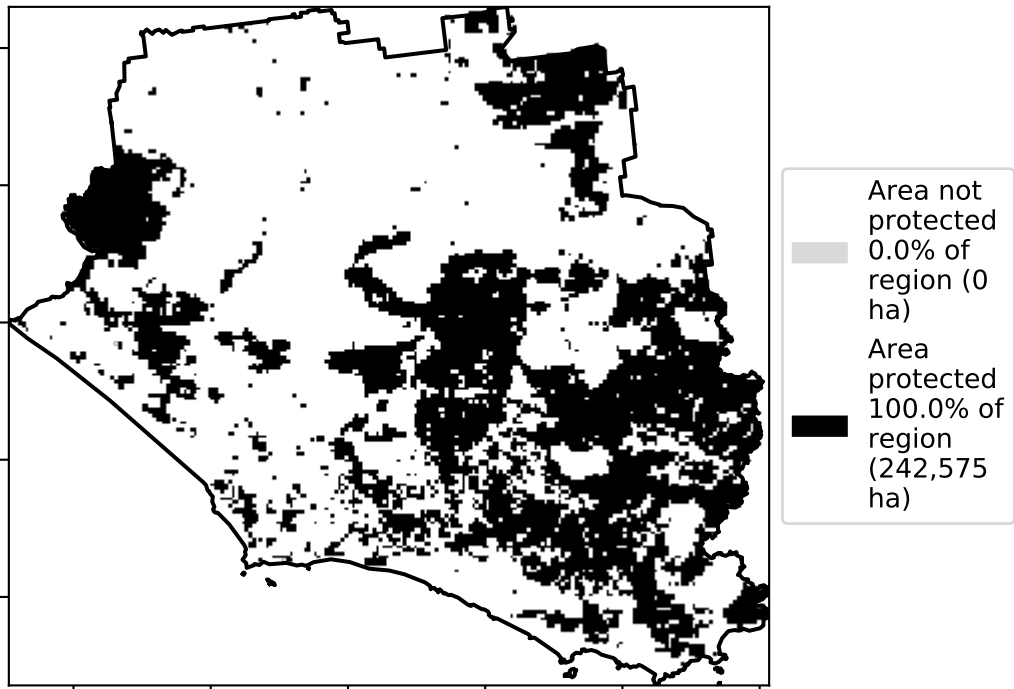 Area not
protected
0.0% of
region (0
ha)
Area
protected
100.0% of
region
(242,575
ha)